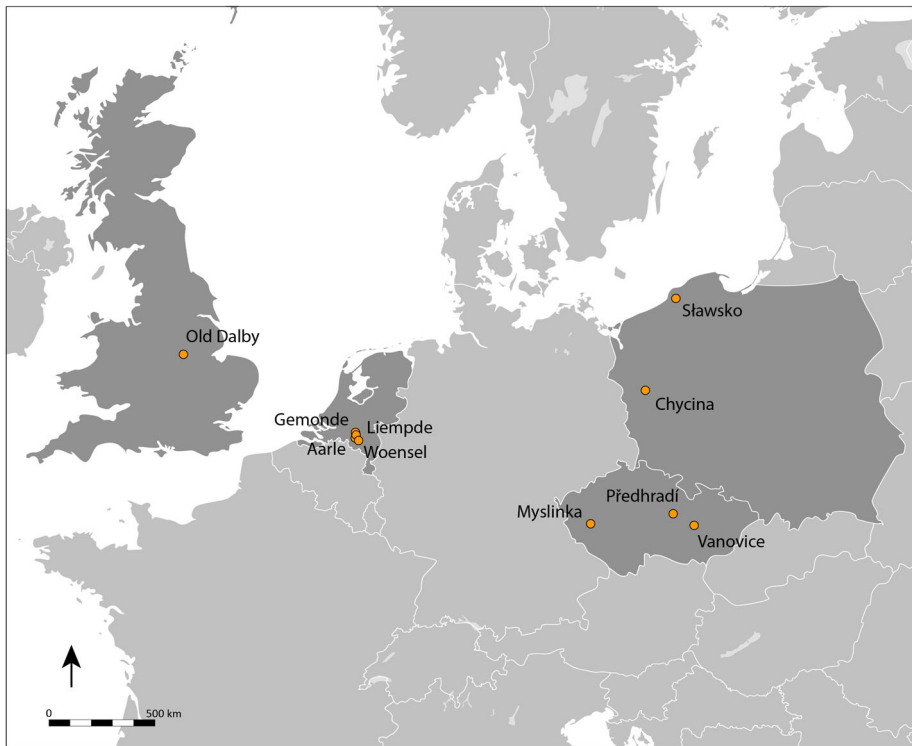 Sławsko
Old Dalby
Chycina
Gemonde
Liempde
Aarle
Woensel
Předhradí
Myslinka
Vanovice
0
500 km